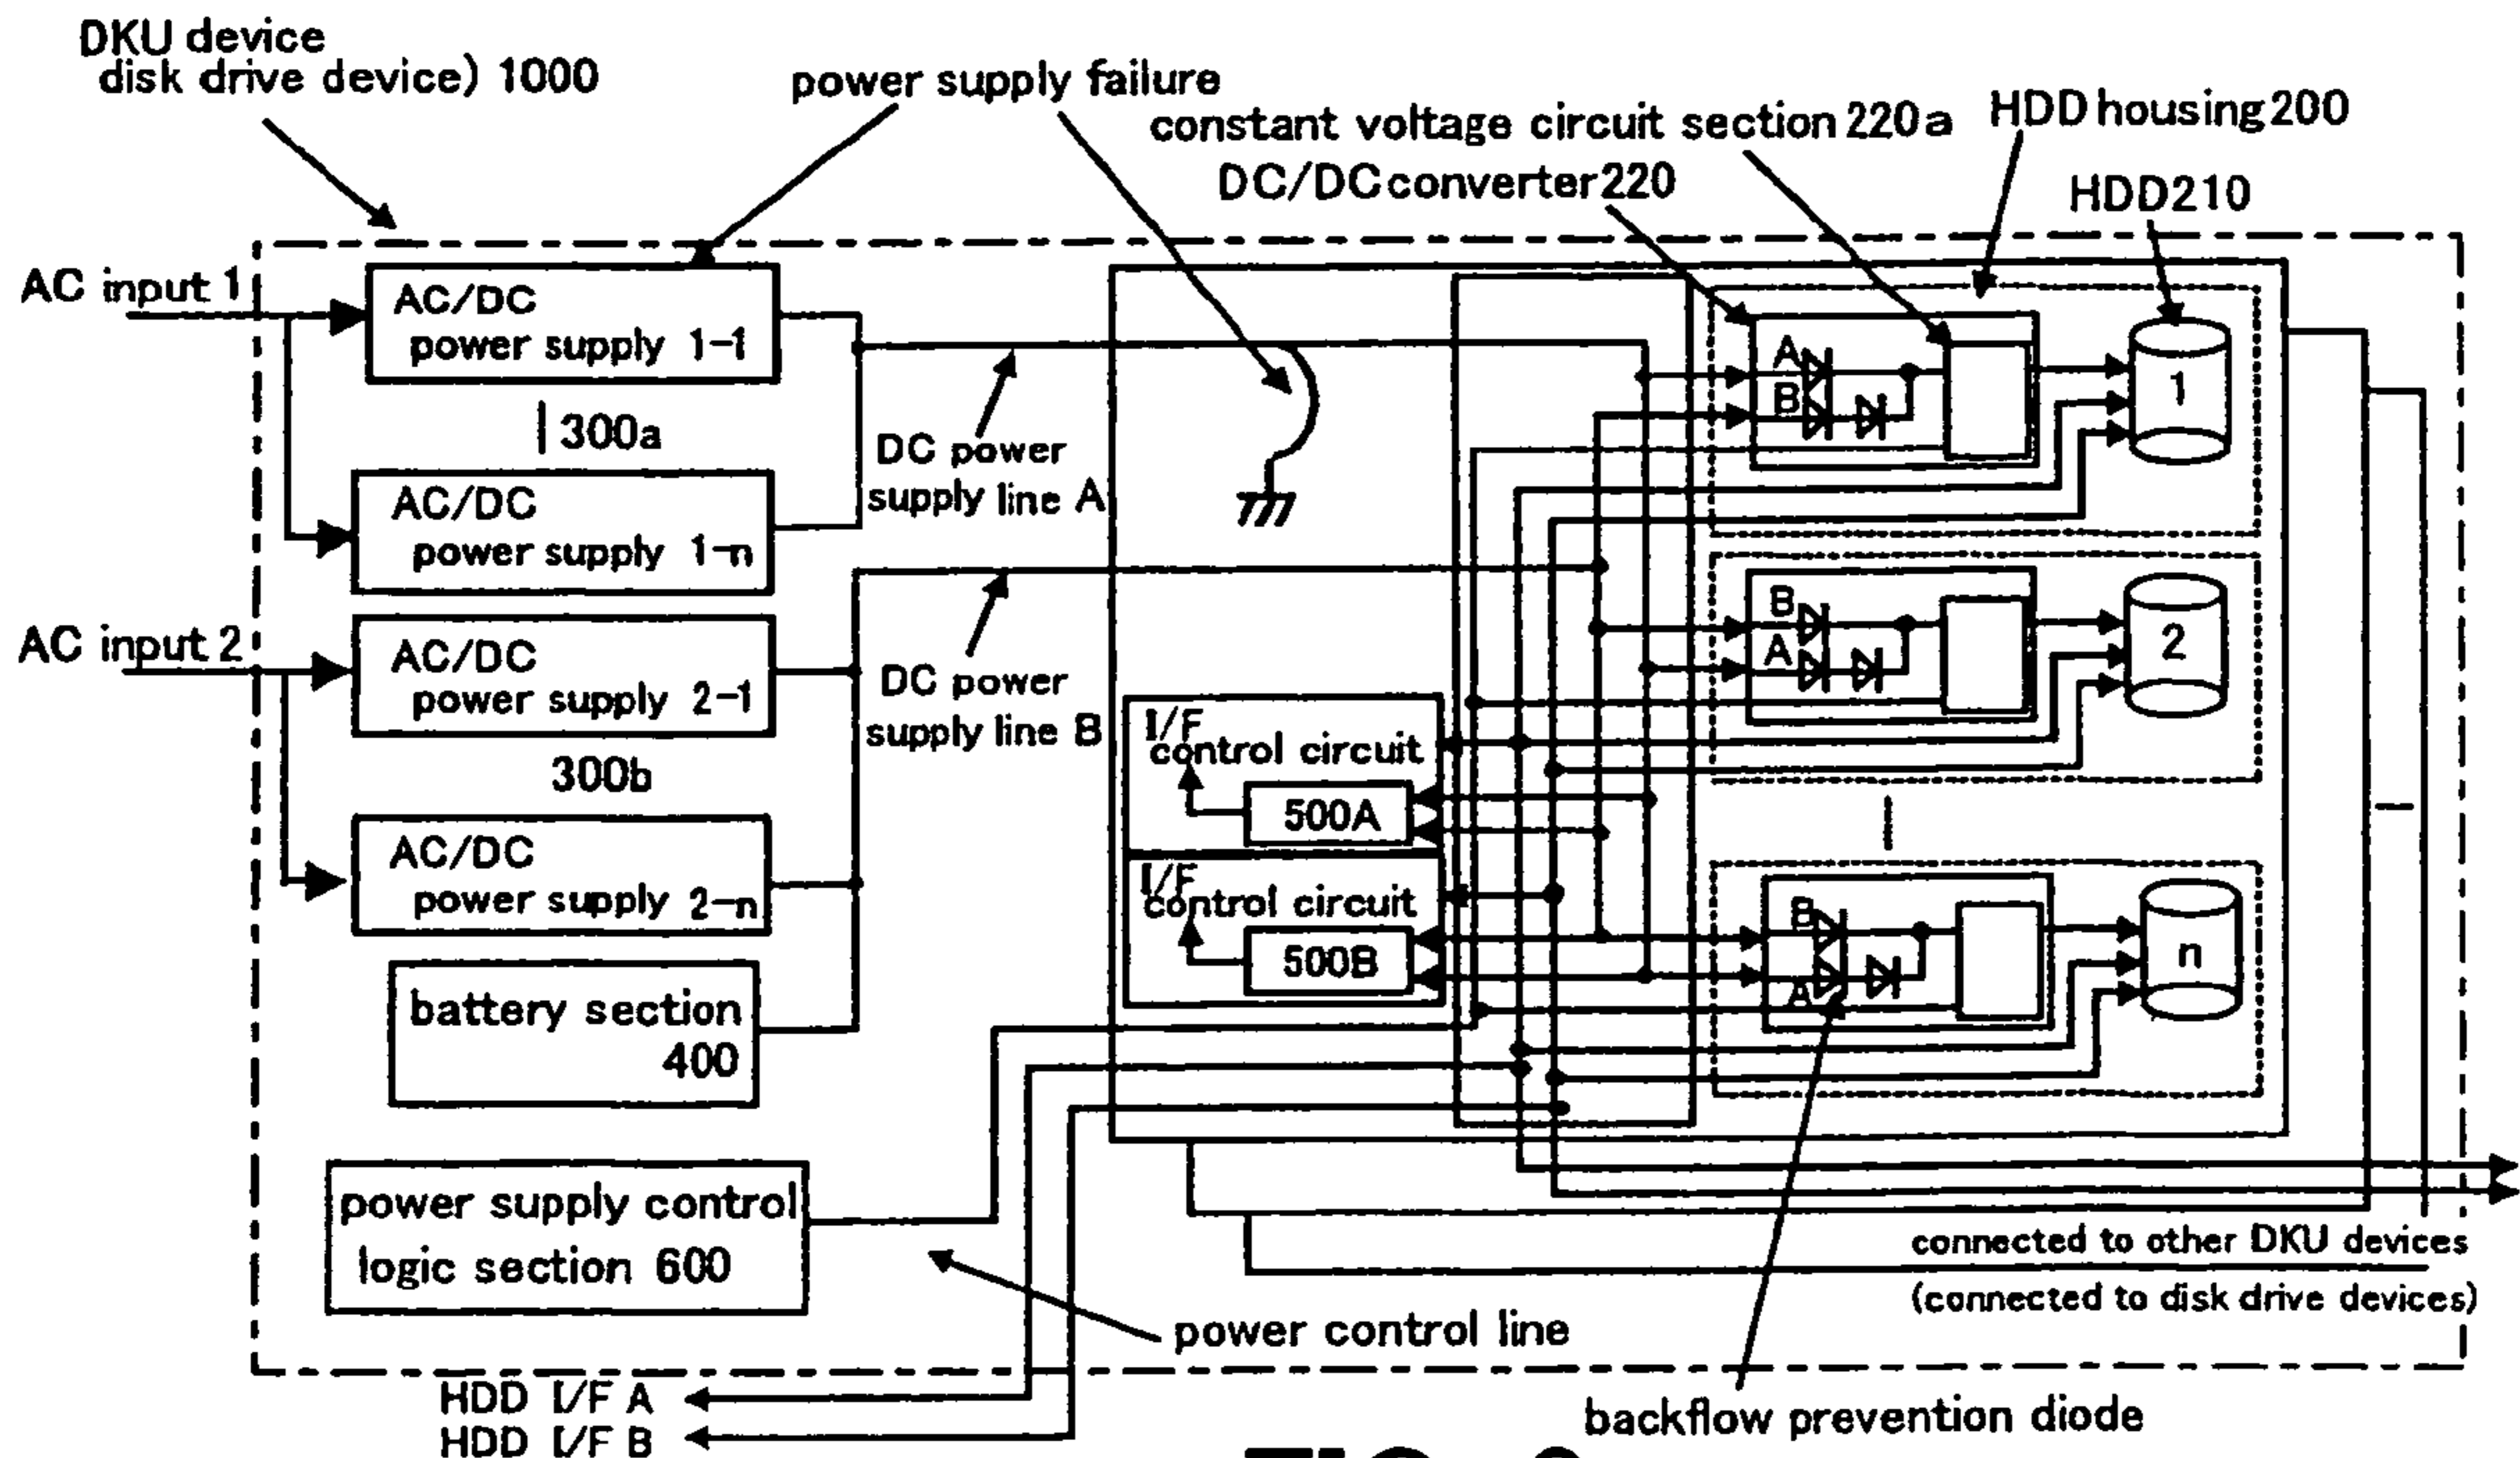 DKU device
disk drive device) 1000
power supply failure
constant voltage circuit section 220a
HDD housing 200
DC/DC converter 220
HDD 210
AC input 1
AC/DC
power supply 1-1
300a
DC power
supply line A
AC/DC
power supply 1-n
AC input 2
AC/DC
power supply 2-1
DC power
supply line B
300b
AC/DC
power supply 2-n
battery section
400
power supply control
logic section 600
I/F
control circuit
500A
I/F
control circuit
500B
A
B
1
B
A
2
B
A
n
connected to other DKU devices
(connected to disk drive devices)
power control line
HDD I/F A
HDD I/F B
backflow prevention diode